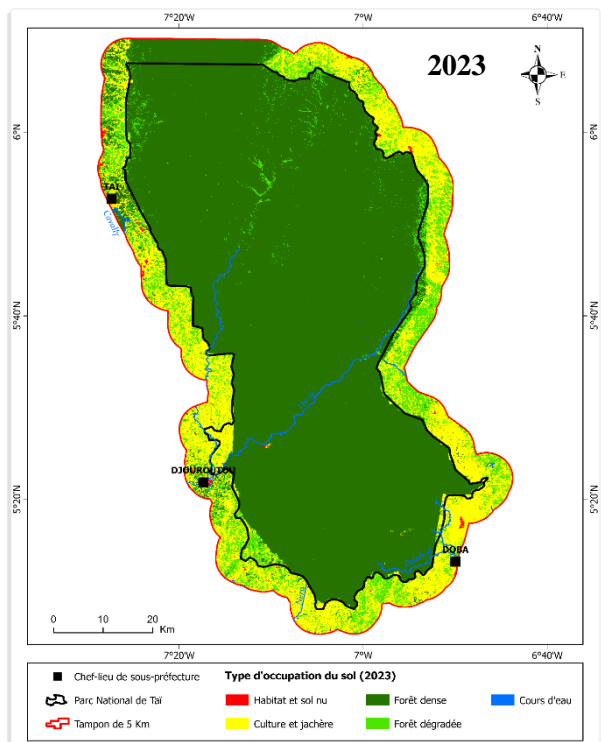 7°20'W 7°0'W 6°40'W
2023
N
E
S
6°N 6°N
TAÏ
Cavally
5°40'N 5°40'N
DJOUROUTOU
5°20'N 5°20'N
DOBA
0 10 20
Km
7°20'W 7°W 6°40'W
Chef-lieu de sous-préfecture
Type d'occupation du sol (2023)
Parc National de Taï
Habitat et sol nu
Forêt dense
Cours d'eau
Tampon de 5 Km
Culture et jachère
Forêt dégradée